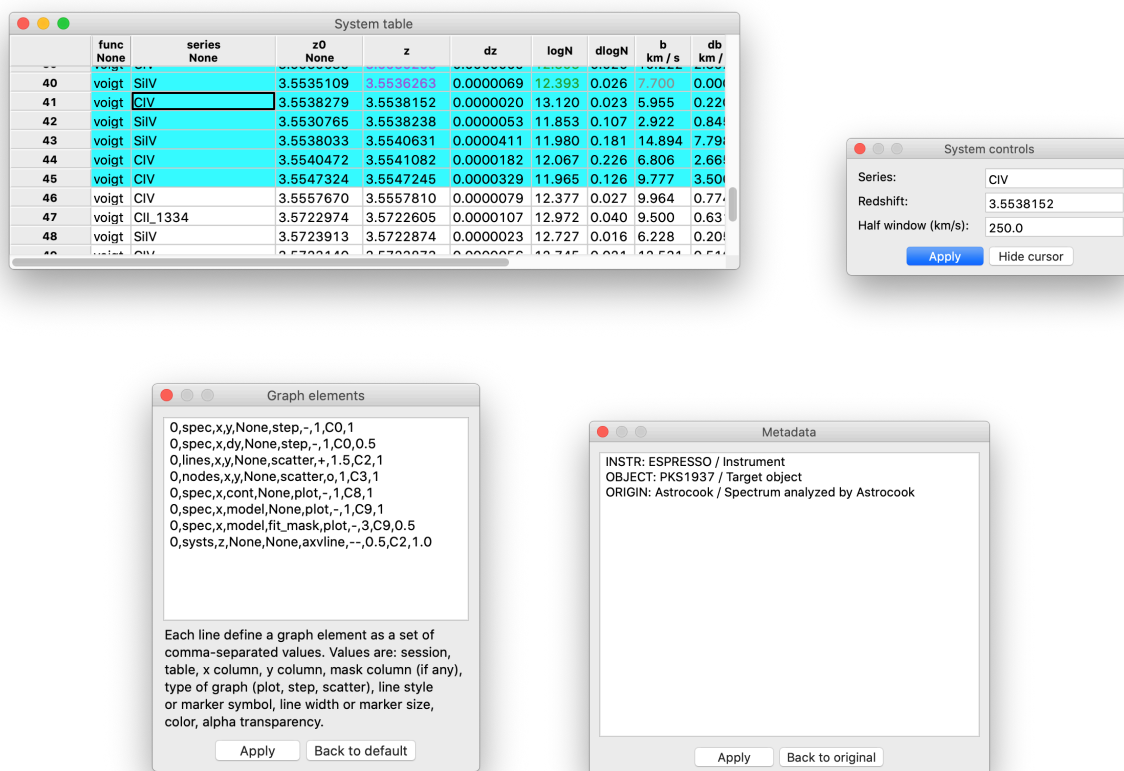 System table
func series z0 z dz logN dlogN b db
None None None km / s km /
40 voigt SiIV 3.5535109 3.5536263 0.0000069 12.393 0.026 7.700
41 voigt CIV 3.5538279 3.5538152 0.0000020 13.120 0.023 5.955
42 voigt SiIV 3.5530765 3.5538238 0.0000053 11.853 0.107 2.922
43 voigt SiIV 3.5538033 3.5540631 0.0000411 11.980 0.181 14.894
44 voigt CIV 3.5540472 3.5541082 0.0000182 12.067 0.226 6.806
45 voigt CIV 3.5547324 3.5547245 0.0000329 11.965 0.126 9.777
46 voigt CIV 3.5557670 3.5557810 0.0000079 12.377 0.027 9.964
47 voigt CII_1334 3.5722974 3.5722605 0.0000107 12.972 0.040 9.500
48 voigt SiIV 3.5723913 3.5722874 0.0000023 12.727 0.016 6.228
System controls
Series: CIV
Redshift: 3.5538152
Half window (km/s): 250.0
Apply Hide cursor
Graph elements
0,spec,x,y,None,step,-,1,C0,1
0,spec,x,dy,None,step,-,1,C0,0.5
0,lines,x,y,None,scatter,+,1.5,C2,1
0,nodes,x,y,None,scatter,o,1,C3,1
0,spec,x,cont,None,plot,-,1,C8,1
0,spec,x,model,None,plot,-,1,C9,1
0,spec,x,model,fit_mask,plot,-,3,C9,0.5
0,systs,z,None,None,axvline,--,0.5,C2,1.0
Each line define a graph element as a set of
comma-separated values. Values are: session,
table, x column, y column, mask column (if any),
type of graph (plot, step, scatter), line style
or marker symbol, line width or marker size,
color, alpha transparency.
Apply Back to default
Metadata
INSTR: ESPRESSO / Instrument
OBJECT: PKS1937 / Target object
ORIGIN: Astrocook / Spectrum analyzed by Astrocook
Apply Back to original